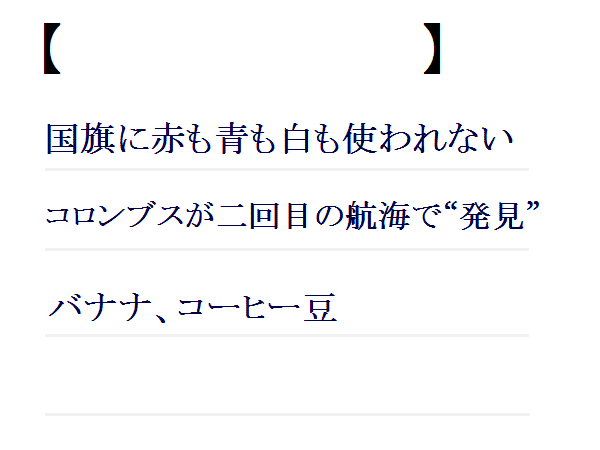 【　　　　　　　　　　】
国旗に赤も青も白も使われない
コロンブスが二回目の航海で“発見”
バナナ、コーヒー豆